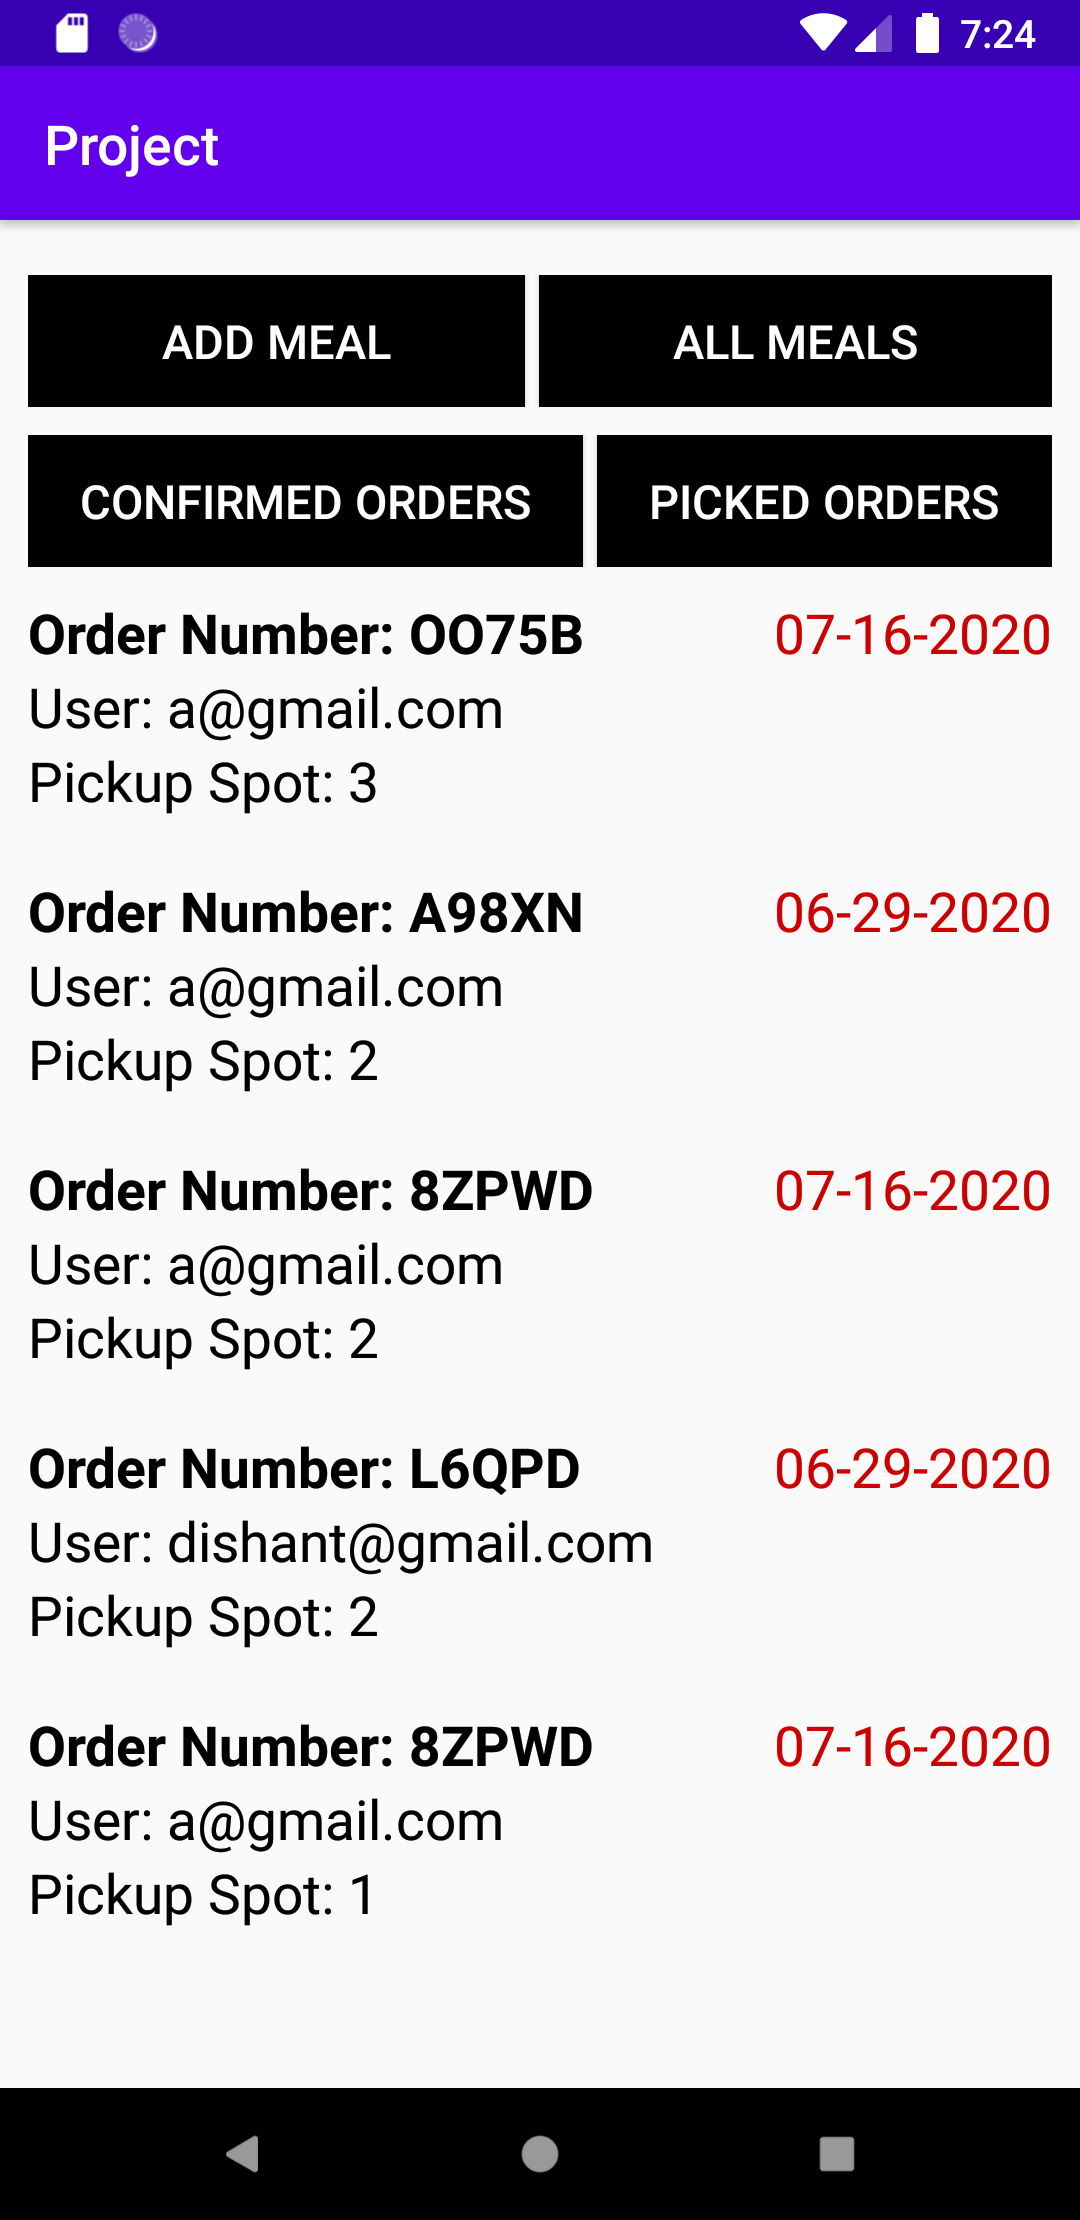 7:24
Project
ADD MEAL ALL MEALS
CONFIRMED ORDERS PICKED ORDERS
Order Number: OO75B 07-16-2020
User: a@gmail.com
Pickup Spot: 3
Order Number: A98XN 06-29-2020
User: a@gmail.com
Pickup Spot: 2
Order Number: 8ZPWD 07-16-2020
User: a@gmail.com
Pickup Spot: 2
Order Number: L6QPD 06-29-2020
User: dishant@gmail.com
Pickup Spot: 2
Order Number: 8ZPWD 07-16-2020
User: a@gmail.com
Pickup Spot: 1